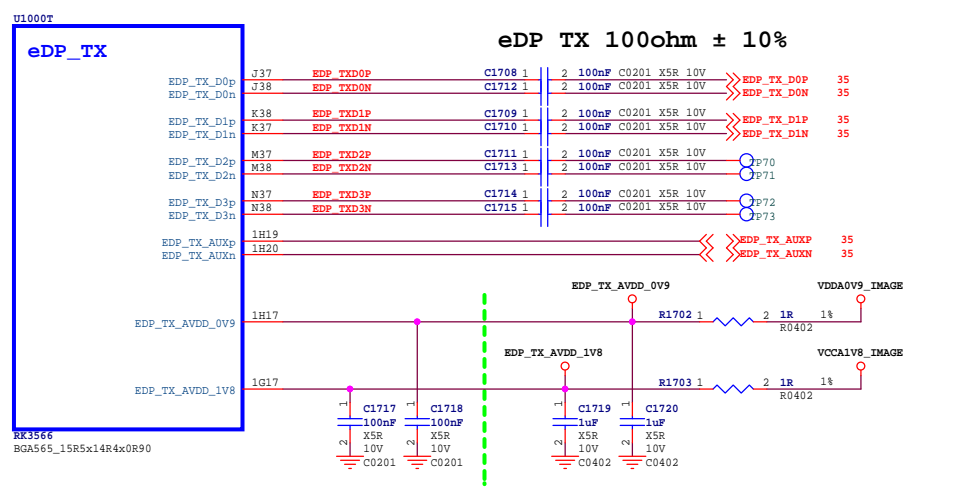 U1000T
eDP_TX
eDP TX 100ohm ± 10%
EDP_TX_D0p J37 EDP_TXD0P C1708 1 2 100nF C0201 X5R 10V EDP_TX_D0P 35
EDP_TX_D0n J38 EDP_TXD0N C1712 1 2 100nF C0201 X5R 10V EDP_TX_D0N 35
EDP_TX_D1p K38 EDP_TXD1P C1709 1 2 100nF C0201 X5R 10V EDP_TX_D1P 35
EDP_TX_D1n K37 EDP_TXD1N C1710 1 2 100nF C0201 X5R 10V EDP_TX_D1N 35
EDP_TX_D2p M37 EDP_TXD2P C1711 1 2 100nF C0201 X5R 10V TP70
EDP_TX_D2n M38 EDP_TXD2N C1713 1 2 100nF C0201 X5R 10V TP71
EDP_TX_D3p N37 EDP_TXD3P C1714 1 2 100nF C0201 X5R 10V TP72
EDP_TX_D3n N38 EDP_TXD3N C1715 1 2 100nF C0201 X5R 10V TP73
EDP_TX_AUXp 1H19 EDP_TX_AUXP 35
EDP_TX_AUXn 1H20 EDP_TX_AUXN 35
EDP_TX_AVDD_0V9 VDDA0V9_IMAGE
EDP_TX_AVDD_0V9 1H17 R1702 1 2 1R 1%
R0402
EDP_TX_AVDD_1V8 VCCA1V8_IMAGE
EDP_TX_AVDD_1V8 1G17 R1703 1 2 1R 1%
R0402
1 C1717 1 C1718 1 C1719 1 C1720
100nF 100nF 1uF 1uF
X5R X5R X5R X5R
2 10V 2 10V 2 10V 2 10V
C0201 C0201 C0402 C0402
RK3566
BGA565_15R5x14R4x0R90